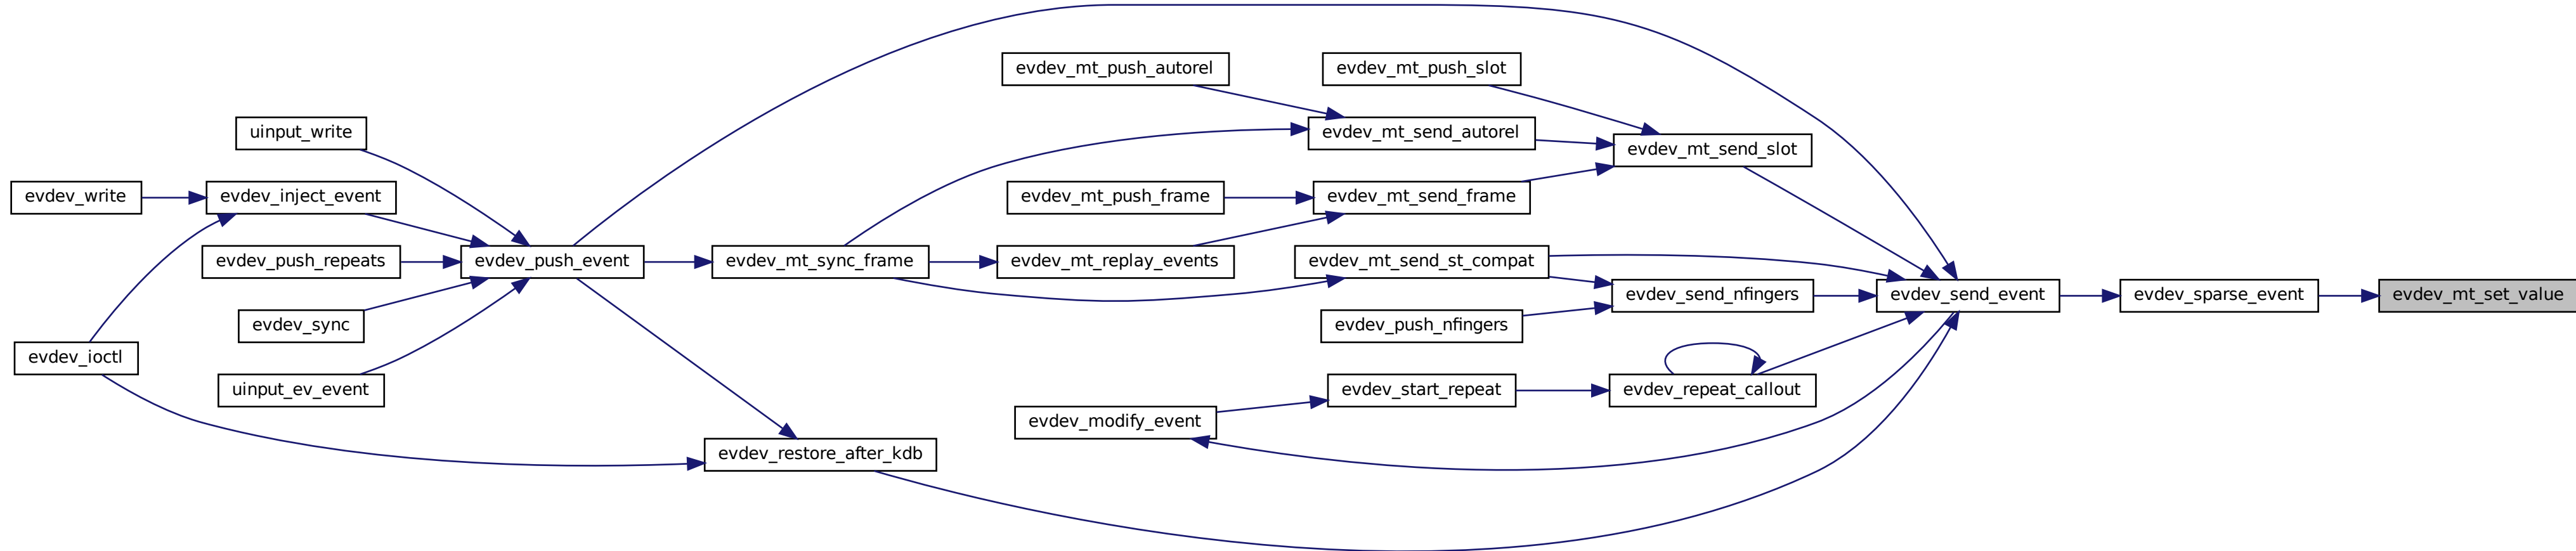 evdev_mt_push_autorel
evdev_mt_push_slot
uinput_write
evdev_mt_send_autorel
evdev_mt_send_slot
evdev_write
evdev_inject_event
evdev_mt_push_frame
evdev_mt_send_frame
evdev_push_repeats
evdev_push_event
evdev_mt_sync_frame
evdev_mt_replay_events
evdev_mt_send_st_compat
evdev_send_nfingers
evdev_send_event
evdev_sparse_event
evdev_mt_set_value
evdev_sync
evdev_push_nfingers
evdev_ioctl
uinput_ev_event
evdev_start_repeat
evdev_repeat_callout
evdev_modify_event
evdev_restore_after_kdb